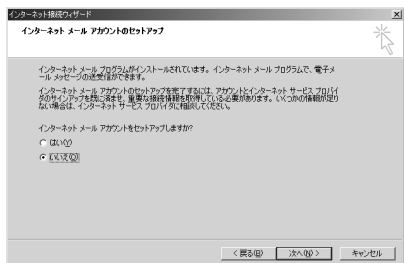 インターネット接続ウィザード
インターネット メール アカウントのセットアップ
インターネット メール プログラムがインストールされています。インターネット メール プログラムで、電子メ
ール メッセージの送受信ができます。
インターネット メール アカウントのセットアップを完了するには、アカウントとインターネット サービス プロバイ
ダのサインアップを既に済ませ、重要な接続情報を取得している必要があります。いくつかの情報が足り
ない場合は、インターネット サービス プロバイダに相談してください。
インターネット メール アカウントをセットアップしますか?
はい(Y)
いいえ(O)
< 戻る(B)
次へ(N) >
キャンセル